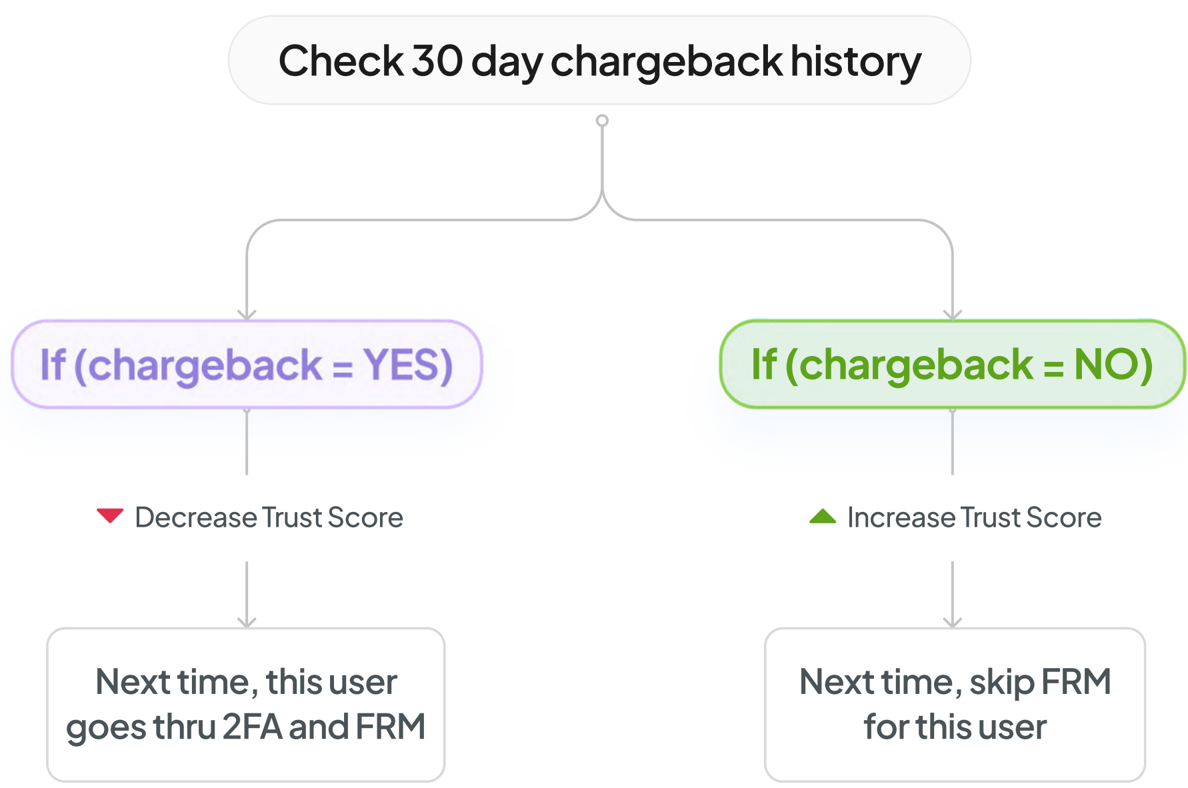 Check 30 day chargeback history
If (chargeback = YES)
If (chargeback = NO)
Decrease Trust Score
Increase Trust Score
Next time, this user
goes thru 2FA and FRM
Next time, skip FRM
for this user